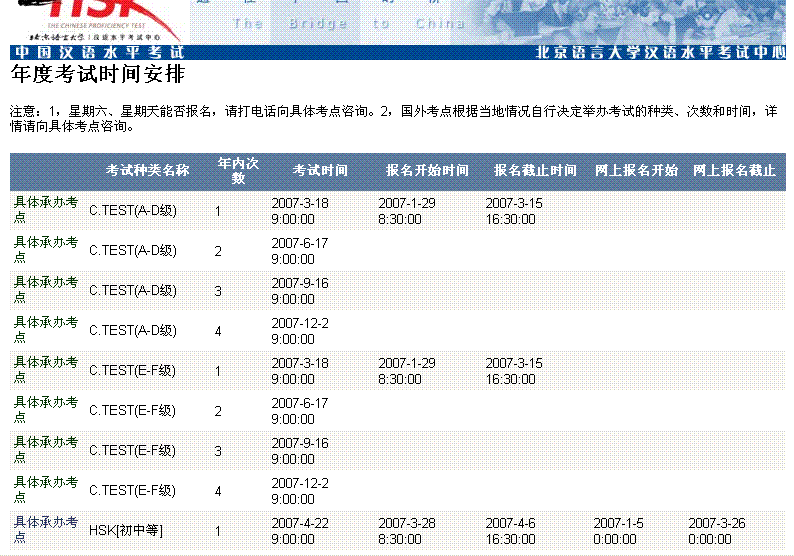 HSK
THE CHINESE PROFICIENCY TEST
北京语言大学 | 汉语水平考试中心
The Bridge to China
中国汉语水平考试 北京语言大学汉语水平考试中心
年度考试时间安排
注意：1，星期六、星期天能否报名，请打电话向具体考点咨询。2，国外考点根据当地情况自行决定举办考试的种类、次数和时间，详
情请向具体考点咨询。
考试种类名称 年内次数 考试时间 报名开始时间 报名截止时间 网上报名开始 网上报名截止
具体承办考点 C.TEST(A-D级) 1 2007-3-18 9:00:00 2007-1-29 8:30:00 2007-3-15 16:30:00
具体承办考点 C.TEST(A-D级) 2 2007-6-17 9:00:00
具体承办考点 C.TEST(A-D级) 3 2007-9-16 9:00:00
具体承办考点 C.TEST(A-D级) 4 2007-12-2 9:00:00
具体承办考点 C.TEST(E-F级) 1 2007-3-18 9:00:00 2007-1-29 8:30:00 2007-3-15 16:30:00
具体承办考点 C.TEST(E-F级) 2 2007-6-17 9:00:00
具体承办考点 C.TEST(E-F级) 3 2007-9-16 9:00:00
具体承办考点 C.TEST(E-F级) 4 2007-12-2 9:00:00
具体承办考点 HSK[初中等] 1 2007-4-22 9:00:00 2007-3-28 8:30:00 2007-4-6 16:30:00 2007-1-5 0:00:00 2007-3-26 0:00:00